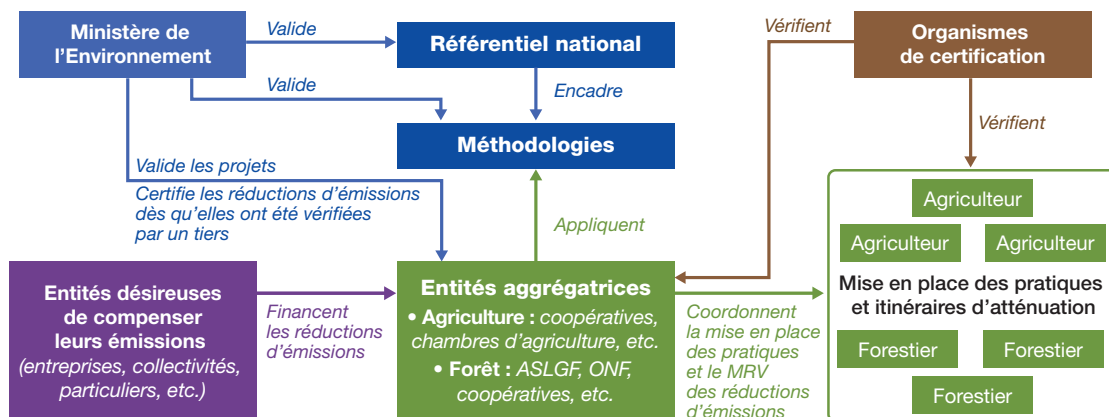 Ministère de
l'Environnement
Valide
Référentiel national
Vérifient
Organismes
de certification
Valide
Encadre
Vérifient
Méthodologies
Valide les projets
Certifie les réductions d'émissions
dès qu'elles ont été vérifiées
par un tiers
Appliquent
Agriculteur
Agriculteur
Agriculteur
Mise en place des pratiques
et itinéraires d'atténuation
Forestier
Forestier
Forestier
Entités désireuses
de compenser
leurs émissions
(entreprises, collectivités,
particuliers, etc.)
Financent
les réductions
d'émissions
Entités aggrégatrices
• Agriculture : coopératives,
chambres d'agriculture, etc.
• Forêt : ASLGF, ONF,
coopératives, etc.
Coordonnent
la mise en place
des pratiques
et le MRV
des réductions
d'émissions